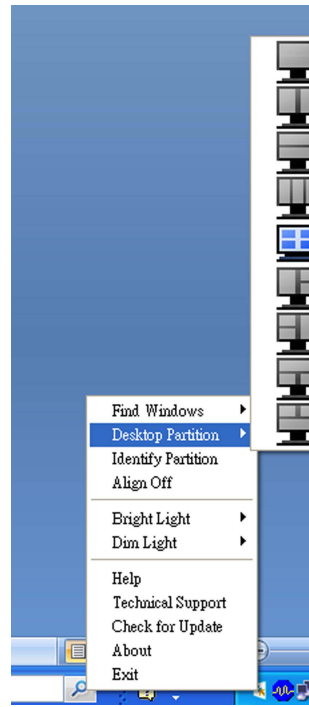 Find Windows
Desktop Partition
Identify Partition
Align Off
Bright Light
Dim Light
Help
Technical Support
Check for Update
About
Exit